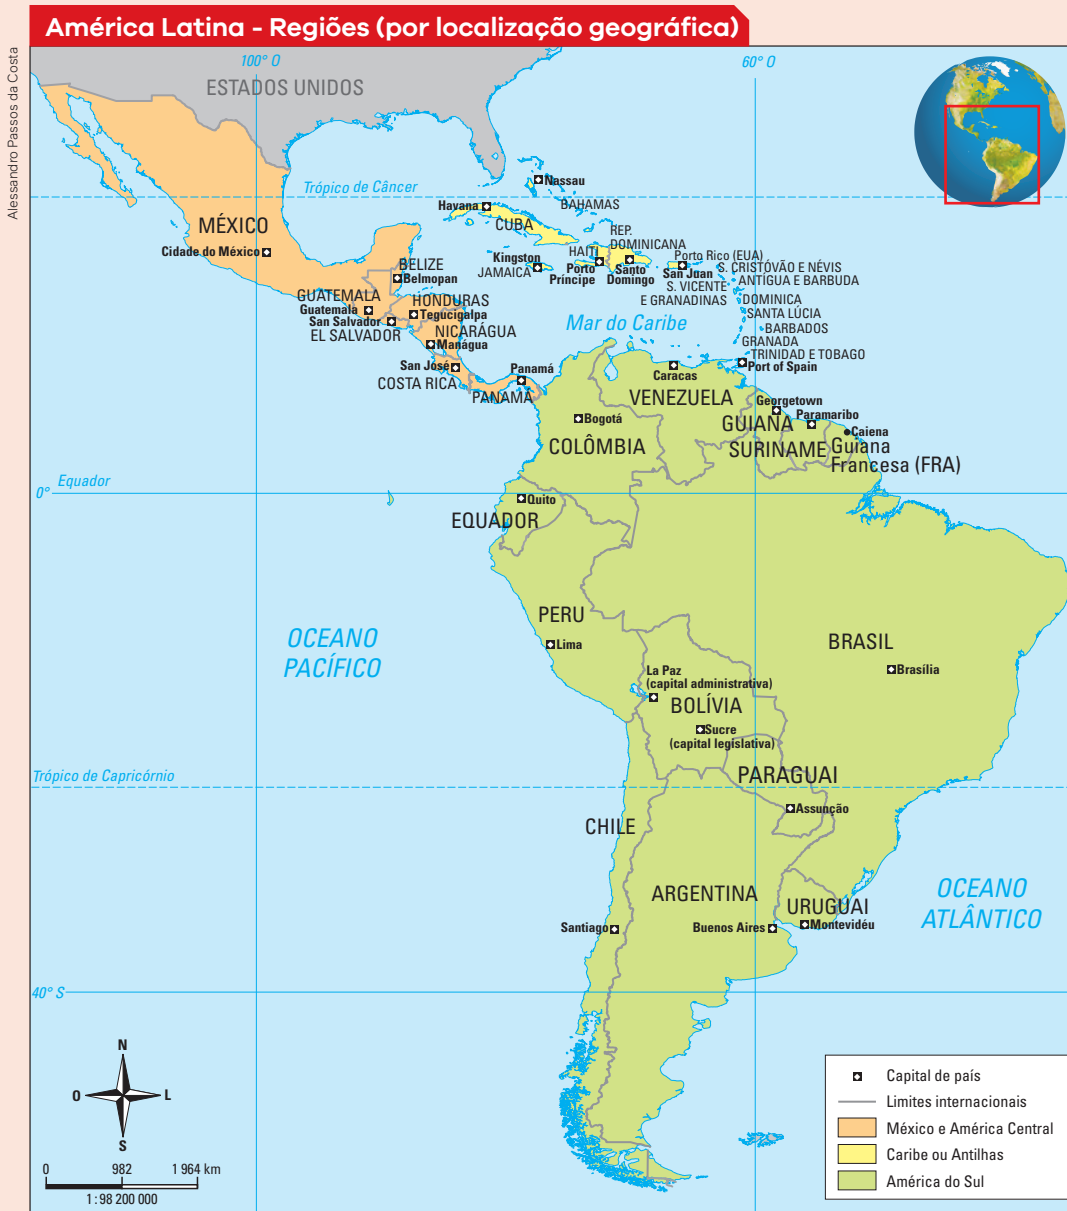 América Latina - Regiões (por localização geográfica)
Alessandro Passos da Costa
100° O
60° O
ESTADOS UNIDOS
Trópico de Câncer
Nassau
BAHAMAS
Havana
CUBA
MÉXICO
Cidade do México
REP.
DOMINICANA
HAITI
Kingston
JAMAICA
Porto
Príncipe
Santo
Domingo
Porto Rico (EUA)
San Juan
S. CRISTÓVÃO E NÉVIS
ANTÍGUA E BARBUDA
S. VICENTE
E GRANADINAS
DOMINICA
SANTA LÚCIA
BARBADOS
GRANADA
TRINIDAD E TOBAGO
Port of Spain
BELIZE
Belmopan
GUATEMALA
Guatemala
HONDURAS
Tegucigalpa
San Salvador
EL SALVADOR
NICARÁGUA
Manágua
San José
COSTA RICA
Panamá
PANAMÁ
Mar do Caribe
Caracas
VENEZUELA
Georgetown
Paramaribo
GUIANA
Caiena
SURINAME
Guiana
Francesa (FRA)
Bogotá
COLÔMBIA
0°
Equador
Quito
EQUADOR
PERU
Lima
OCEANO
PACÍFICO
BRASIL
Brasília
La Paz
(capital administrativa)
BOLÍVIA
Sucre
(capital legislativa)
Trópico de Capricórnio
PARAGUAI
Assunção
CHILE
ARGENTINA
URUGUAI
Santiago
Buenos Aires
Montevidéu
OCEANO
ATLÂNTICO
40° S
N
O
L
S
0 982 1 964 km
1 : 98 200 000
Capital de país
Limites internacionais
México e América Central
Caribe ou Antilhas
América do Sul